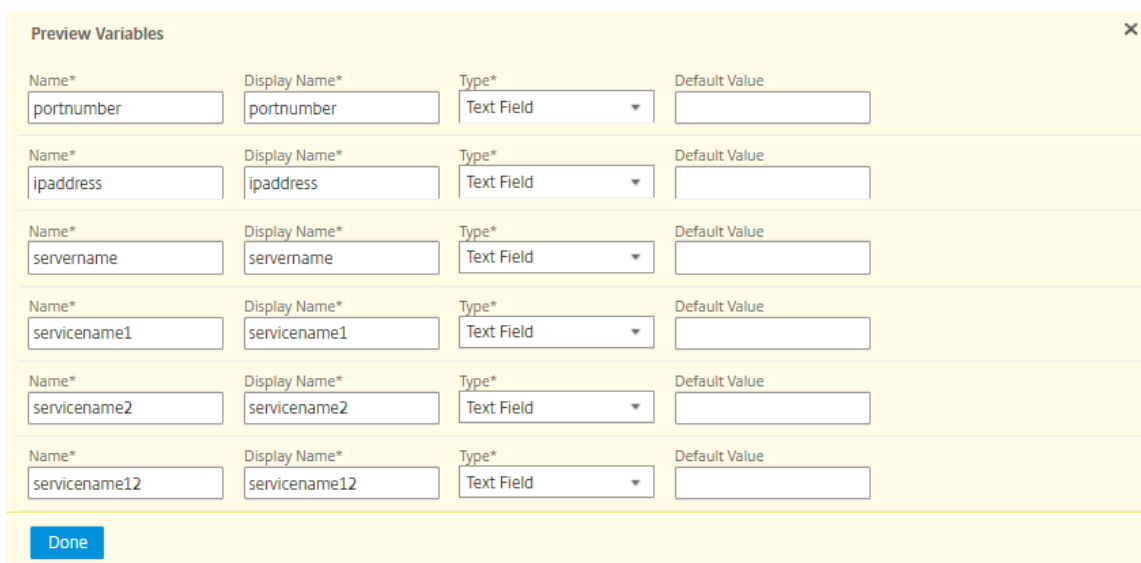 Preview Variables ×
Name* Display Name* Type* Default Value
portnumber portnumber Text Field
Name* Display Name* Type* Default Value
ipaddress ipaddress Text Field
Name* Display Name* Type* Default Value
servername servername Text Field
Name* Display Name* Type* Default Value
servicename1 servicename1 Text Field
Name* Display Name* Type* Default Value
servicename2 servicename2 Text Field
Name* Display Name* Type* Default Value
servicename12 servicename12 Text Field
Done